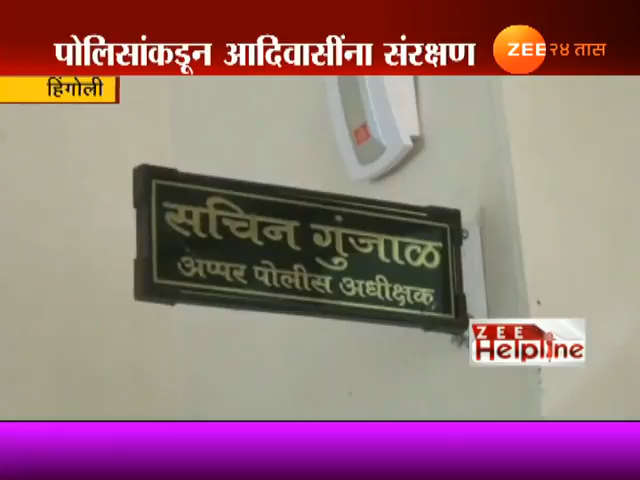 पोलिसांकडून आदिवासींना संरक्षण
ZEE २४ तास
हिंगोली
सचिन गुंजाळ
अप्पर पोलीस अधीक्षक
ZEE
Helpline